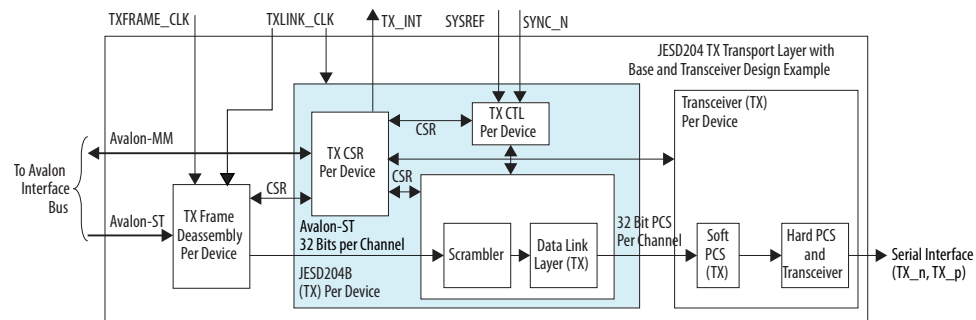 TXFRAME_CLK
TXLINK_CLK
TX_INT
SYSREF
SYNC_N
JESD204 TX Transport Layer with
Base and Transceiver Design Example
Transceiver (TX)
Per Device
TX CTL
Per Device
CSR
TX CSR
Per Device
Avalon-MM
To Avalon
Interface
Bus
CSR
CSR
Avalon-ST
TX Frame
Deassembly
Per Device
Avalon-ST
32 Bits per Channel
32 Bit PCS
Per Channel
Scrambler
Data Link
Layer (TX)
Soft
PCS
(TX)
Hard PCS
and
Transceiver
Serial Interface
(TX_n, TX_p)
JESD204B
(TX) Per Device